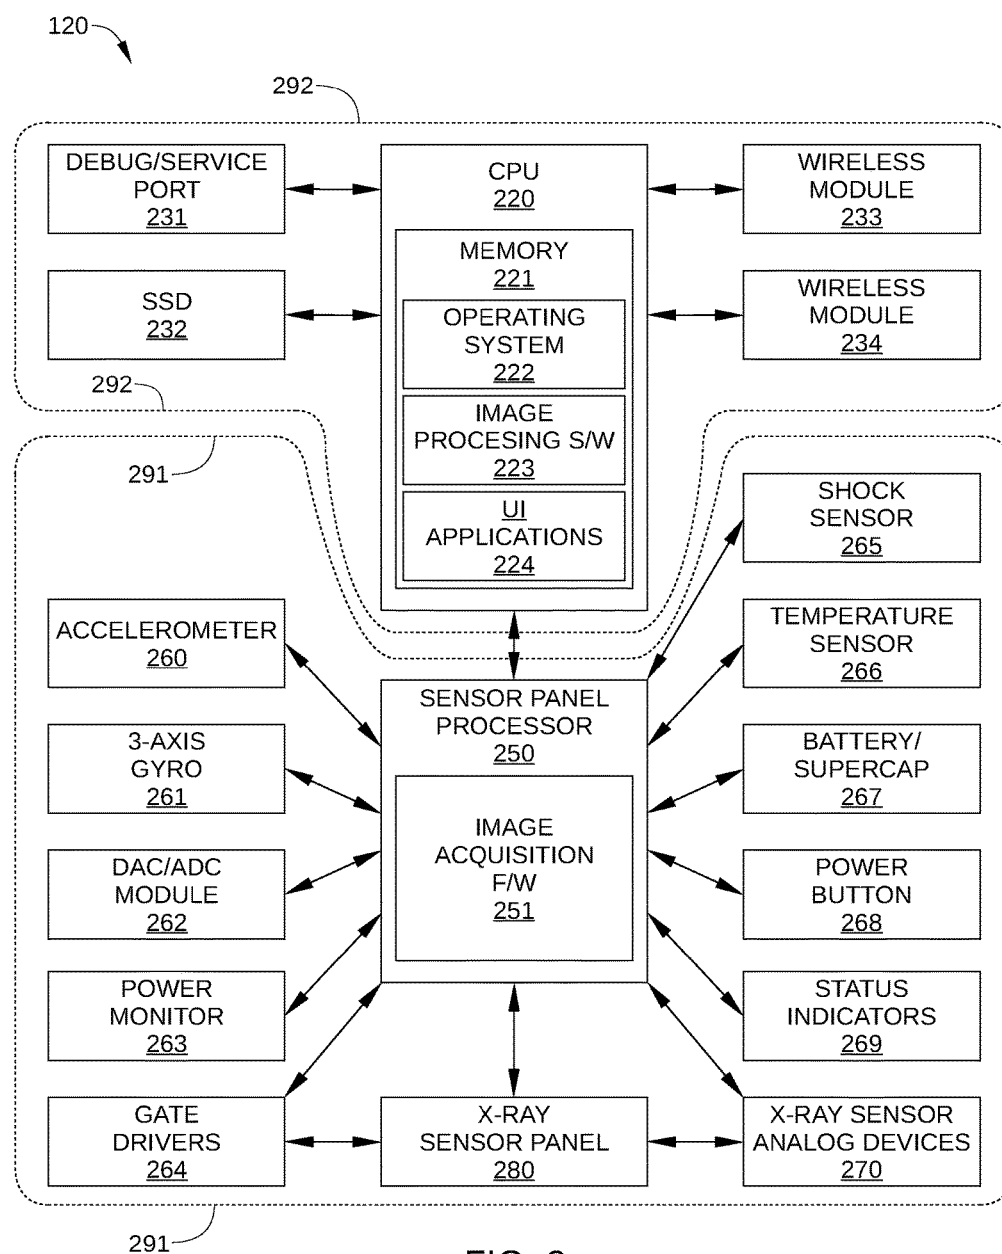 120
292
DEBUG/SERVICE
PORT
231
CPU
220
WIRELESS
MODULE
233
MEMORY
221
SSD
232
OPERATING
SYSTEM
222
WIRELESS
MODULE
234
292
IMAGE
PROCESING S/W
223
291
UI
APPLICATIONS
224
SHOCK
SENSOR
265
ACCELEROMETER
260
TEMPERATURE
SENSOR
266
SENSOR PANEL
PROCESSOR
250
3-AXIS
GYRO
261
BATTERY/
SUPERCAP
267
IMAGE
ACQUISITION
F/W
251
DAC/ADC
MODULE
262
POWER
BUTTON
268
POWER
MONITOR
263
STATUS
INDICATORS
269
GATE
DRIVERS
264
X-RAY
SENSOR PANEL
280
X-RAY SENSOR
ANALOG DEVICES
270
291